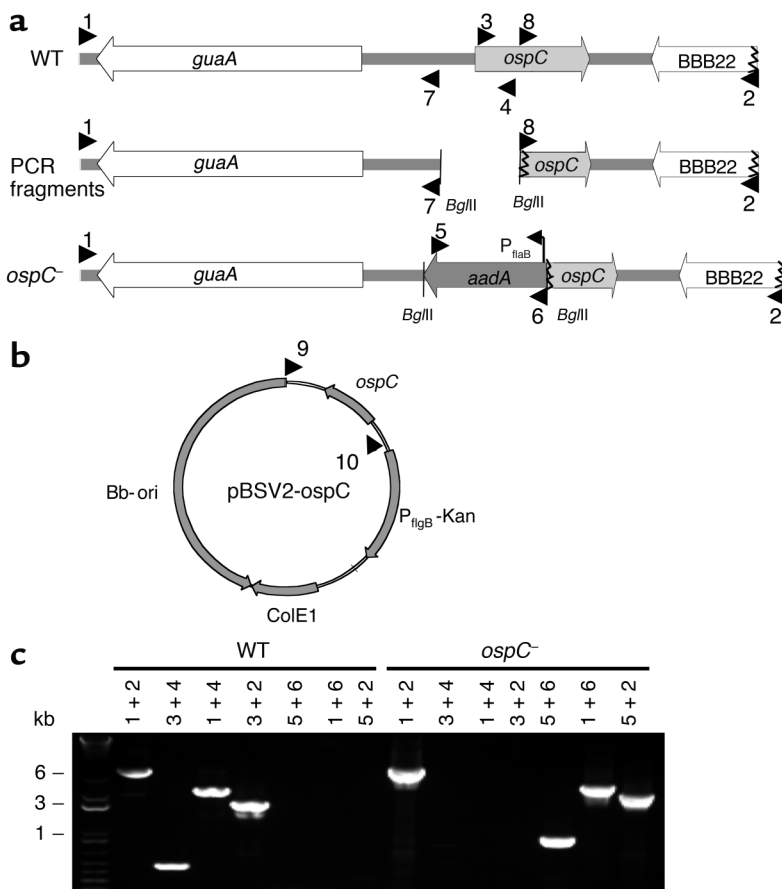 a
1 3 8
WT guaA ospC BBB22
7 4 2
1 8
PCR fragments guaA ospC BBB22
7 BglII BglII 2
1 5 PflaB
ospC– guaA aadA ospC BBB22
BglII 6 BglII 2
b
9
ospC
10
Bb-ori pBSV2-ospC PflgB-Kan
ColE1
c
WT ospC–
kb 1 + 2 3 + 4 1 + 4 3 + 2 5 + 6 1 + 6 5 + 2 1 + 2 3 + 4 1 + 4 3 + 2 5 + 6 1 + 6 5 + 2
6 –
3 –
1 –